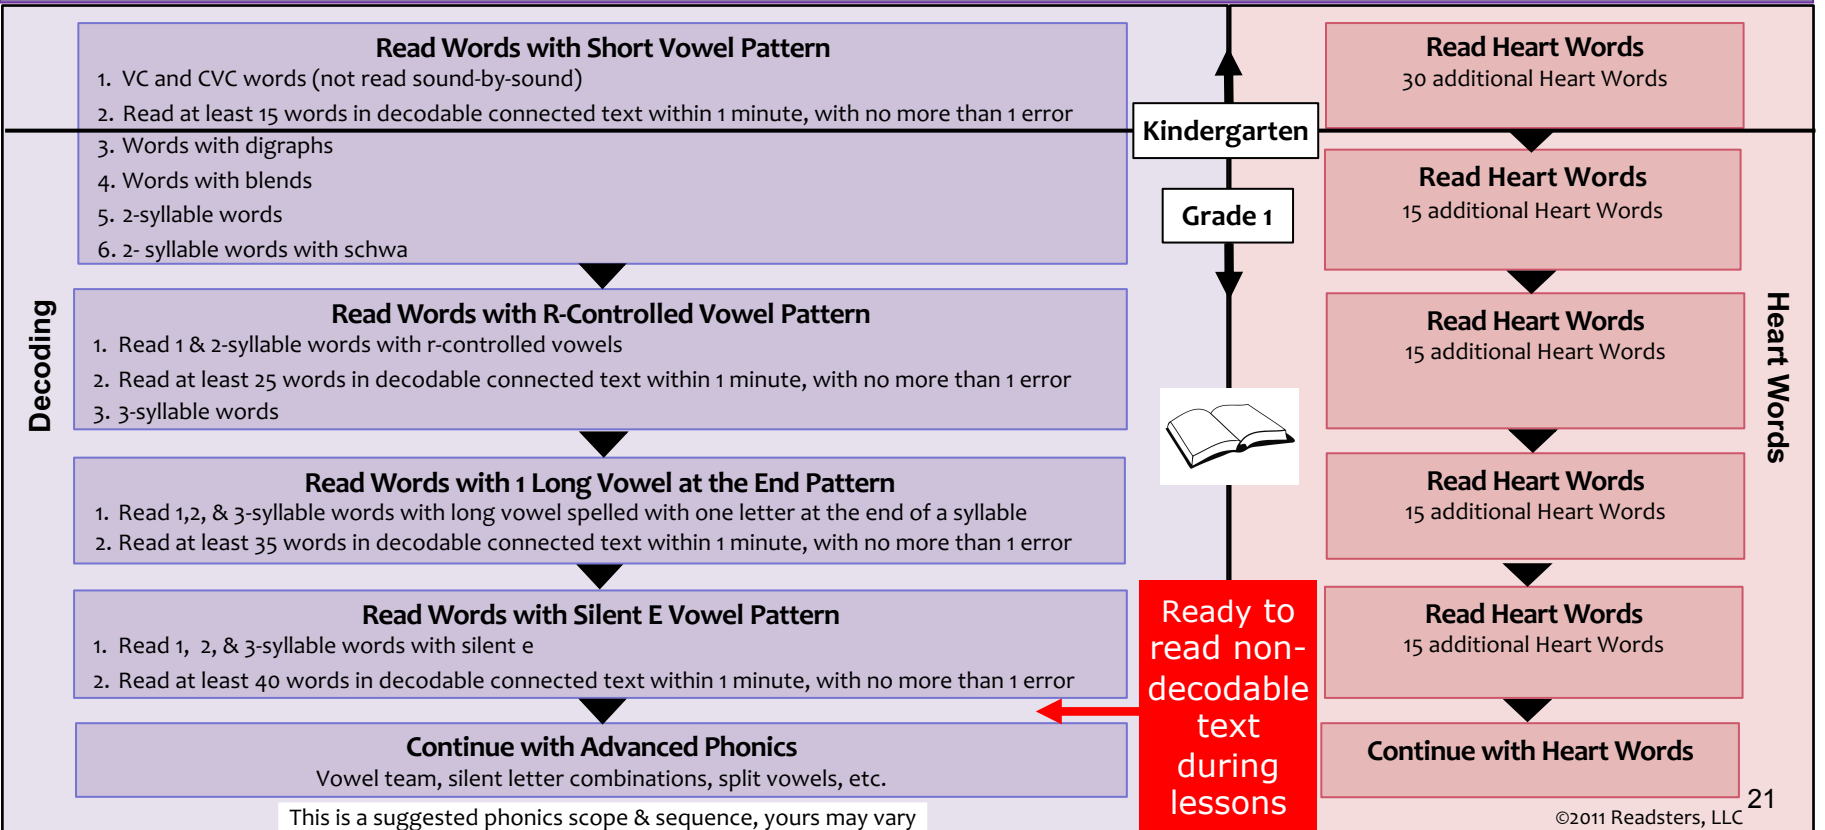 Read Words with Short Vowel Pattern
1. VC and CVC words (not read sound-by-sound)
2. Read at least 15 words in decodable connected text within 1 minute, with no more than 1 error
3. Words with digraphs
4. Words with blends
5. 2-syllable words
6. 2- syllable words with schwa
Read Words with R-Controlled Vowel Pattern
1. Read 1 & 2-syllable words with r-controlled vowels
2. Read at least 25 words in decodable connected text within 1 minute, with no more than 1 error
3. 3-syllable words
Read Words with 1 Long Vowel at the End Pattern
1. Read 1,2, & 3-syllable words with long vowel spelled with one letter at the end of a syllable
2. Read at least 35 words in decodable connected text within 1 minute, with no more than 1 error
Read Words with Silent E Vowel Pattern
1. Read 1, 2, & 3-syllable words with silent e
2. Read at least 40 words in decodable connected text within 1 minute, with no more than 1 error
Continue with Advanced Phonics
Vowel team, silent letter combinations, split vowels, etc.
This is a suggested phonics scope & sequence, yours may vary
Decoding
Kindergarten
Grade 1
Ready to
read non-
decodable
text
during
lessons
Read Heart Words
30 additional Heart Words
Read Heart Words
15 additional Heart Words
Read Heart Words
15 additional Heart Words
Read Heart Words
15 additional Heart Words
Read Heart Words
15 additional Heart Words
Continue with Heart Words
Heart Words
21
©2011 Readsters, LLC